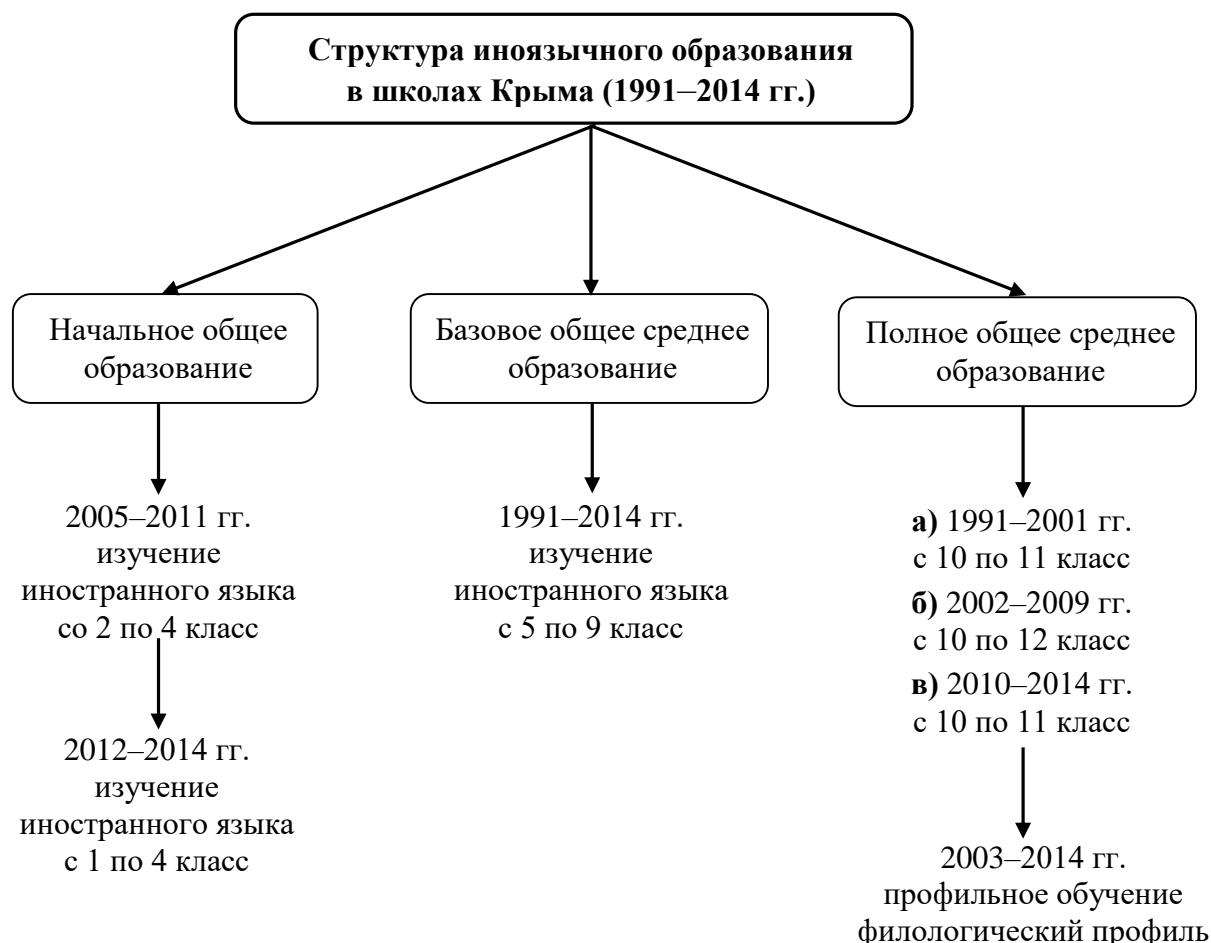 Структура иноязычного образования
в школах Крыма (1991–2014 гг.)
Начальное общее
образование
2005–2011 гг.
изучение
иностранного языка
со 2 по 4 класс
2012–2014 гг.
изучение
иностранного языка
с 1 по 4 класс
Базовое общее среднее
образование
1991–2014 гг.
изучение
иностранного языка
с 5 по 9 класс
Полное общее среднее
образование
а) 1991–2001 гг.
с 10 по 11 класс
б) 2002–2009 гг.
с 10 по 12 класс
в) 2010–2014 гг.
с 10 по 11 класс
2003–2014 гг.
профильное обучение
филологический профиль